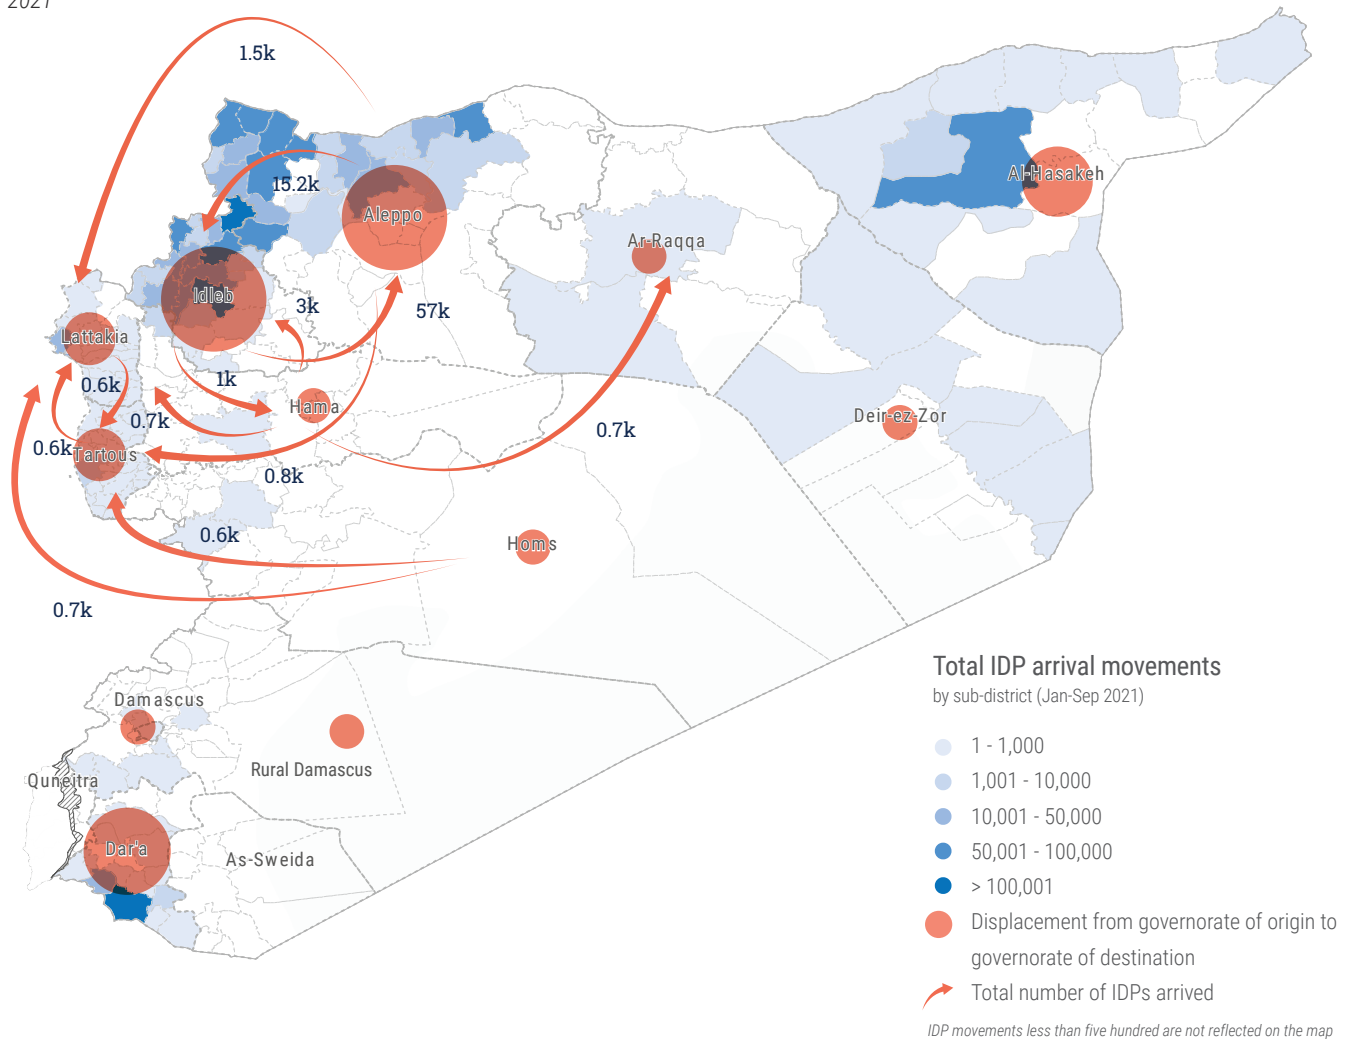 2021
1.5k
15.2k
Al-Hasakeh
Aleppo
Ar-Raqqa
Idleb
3k
57k
Lattakia
0.6k
1k
Hama
0.7k
Deir-ez-Zor
0.7k
0.6k
Tartous
0.8k
0.6k
Homs
0.7k
Total IDP arrival movements
by sub-district (Jan-Sep 2021)
Damascus
1 - 1,000
Rural Damascus
Quneitra
1,001 - 10,000
10,001 - 50,000
Dar'a
As-Sweida
50,001 - 100,000
> 100,001
Displacement from governorate of origin to
governorate of destination
Total number of IDPs arrived
IDP movements less than five hundred are not reflected on the map